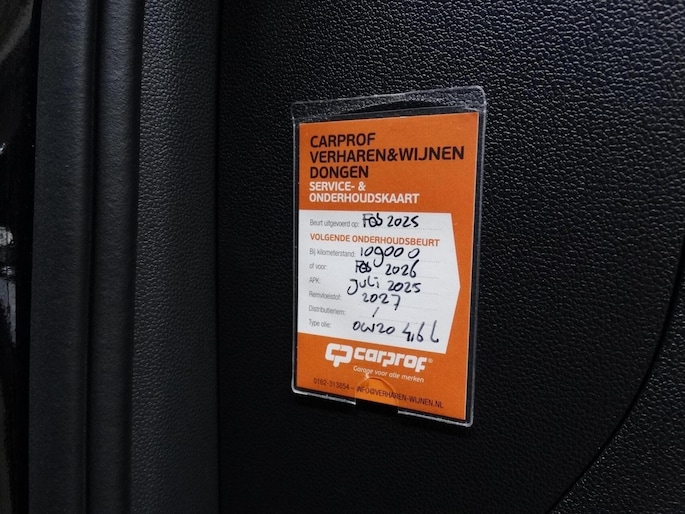 CARPROF
VERHAREN&WIJNEN
DONGEN
SERVICE- &
ONDERHOUDSKAART
Beurt uitgevoerd op: Feb 2025
VOLGENDE ONDERHOUDSBEURT
Bij kilometerstand: 109000
of voor: Feb 2026
APK: Juli 2025
Remvloeistof: 2027
Distributieriem: /
Type olie: 0W20 4,6 L
carprof®
Garage voor alle merken
0162-313854 - INFO@VERHAREN-WIJNEN.NL